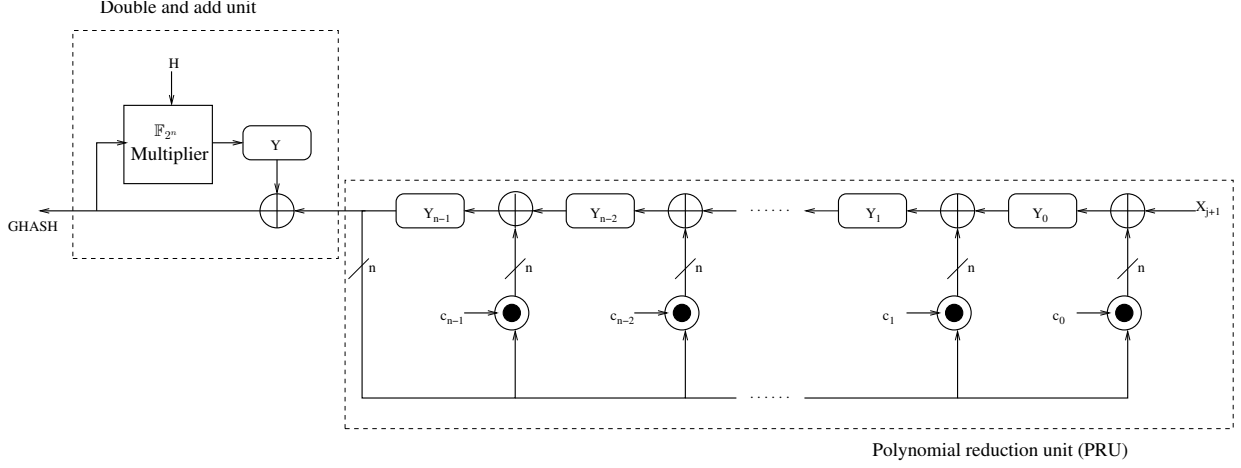 Double and add unit
H
𝔽₂ⁿ
Multiplier
Y
GHASH
Yₙ₋₁
Yₙ₋₂
......
Y₁
Y₀
Xⱼ₊₁
n
n
n
n
n
cₙ₋₁
cₙ₋₂
c₁
c₀
......
Polynomial reduction unit (PRU)